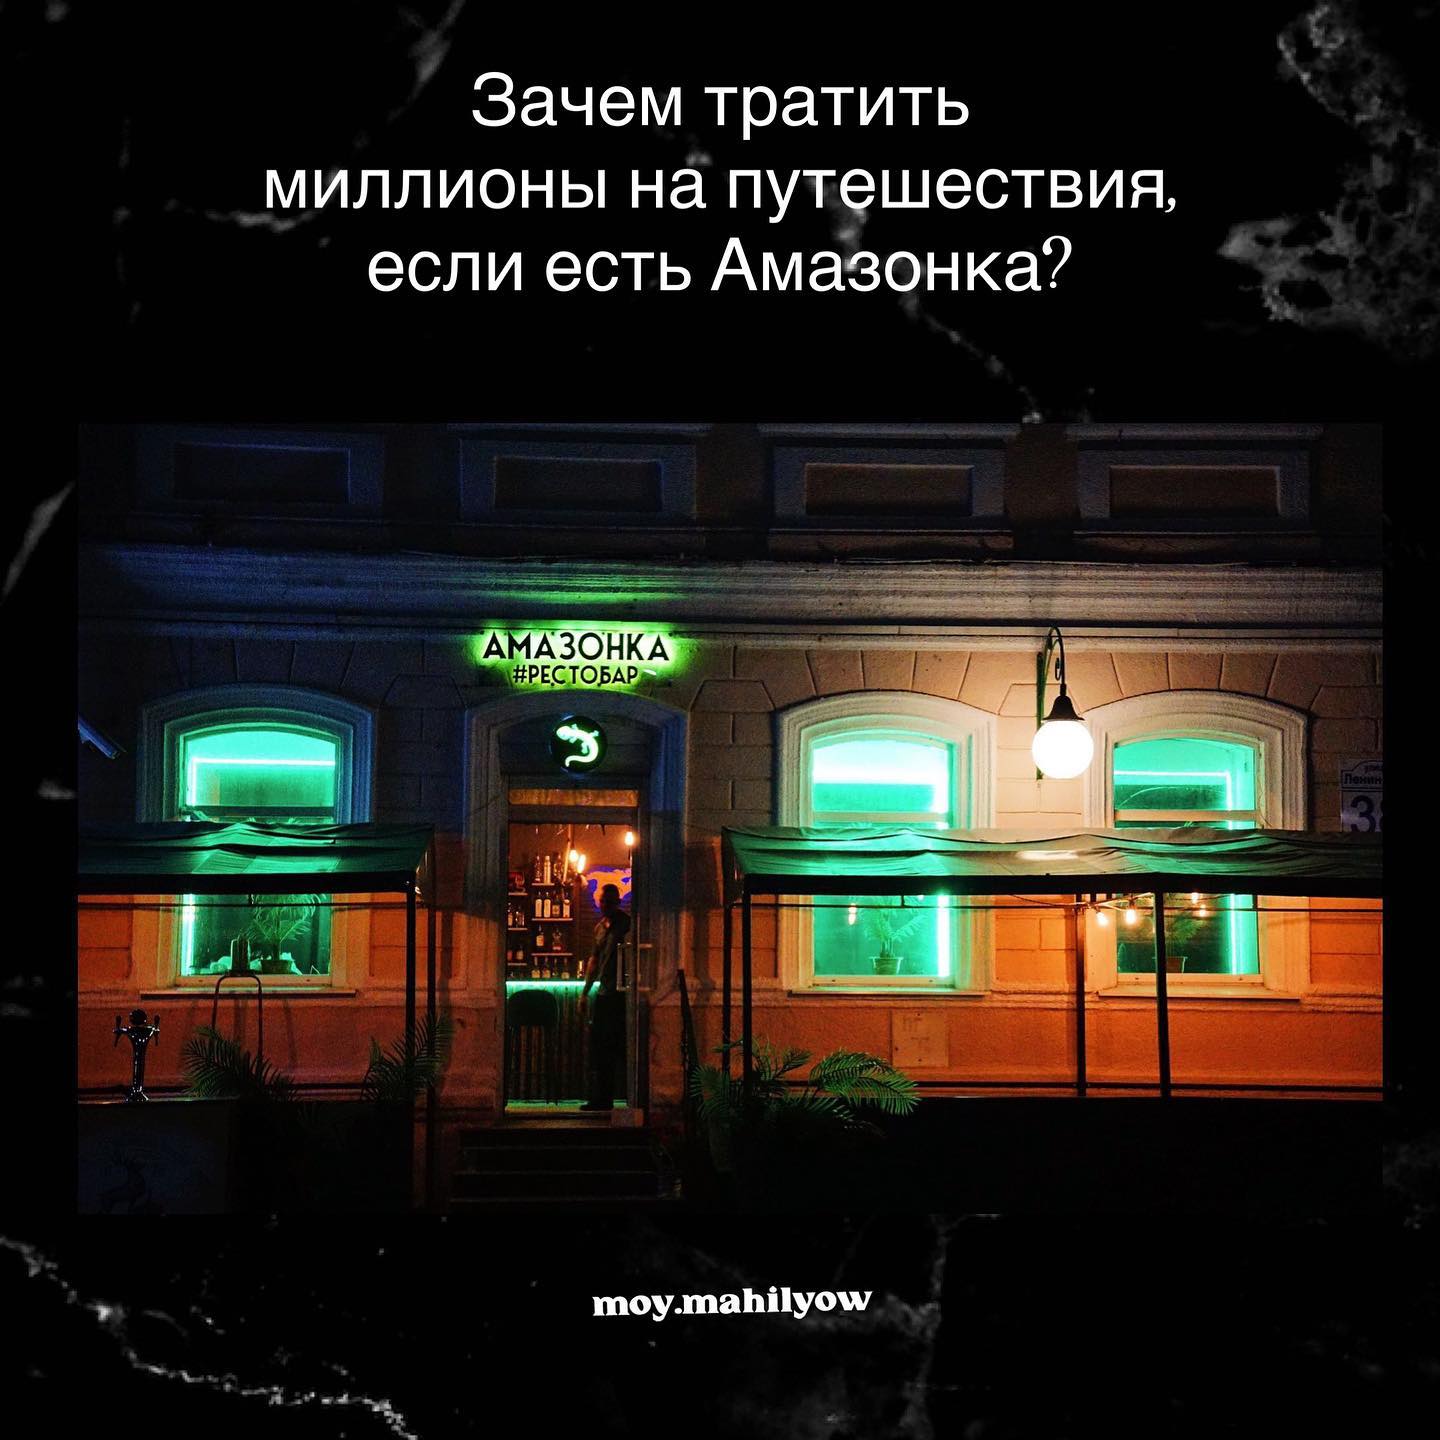 Зачем тратить
миллионы на путешествия,
если есть Амазонка?
АМАЗОНКА
#РЕСТОБАР
moy.mahilyow